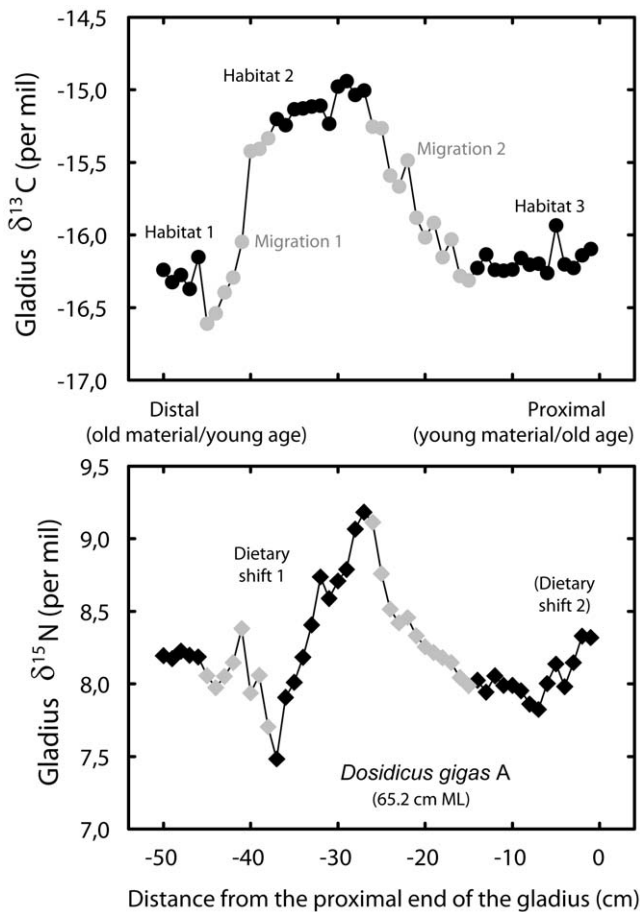 -14,5
-15,0
-15,5
-16,0
-16,5
-17,0
Gladius δ13C (per mil)
Habitat 2
Migration 2
Habitat 1
Migration 1
Habitat 3
Distal
(old material/young age)
Proximal
(young material/old age)
9,5
9,0
8,5
8,0
7,5
7,0
Gladius δ15N (per mil)
Dietary
shift 1
(Dietary
shift 2)
Dosidicus gigas A
(65.2 cm ML)
-50 -40 -30 -20 -10 0
Distance from the proximal end of the gladius (cm)